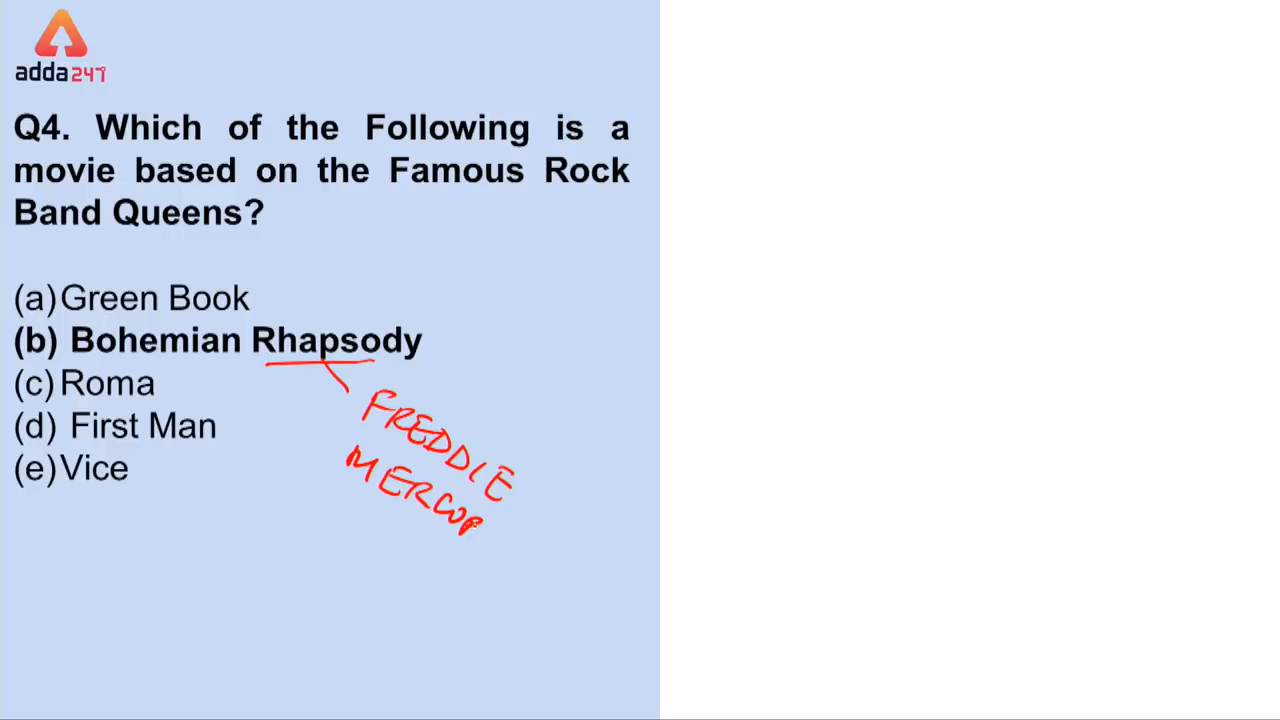 adda247
Q4. Which of the Following is a
movie based on the Famous Rock
Band Queens?
(a) Green Book
(b) Bohemian Rhapsody
(c) Roma
(d) First Man
(e) Vice
FREDDIE